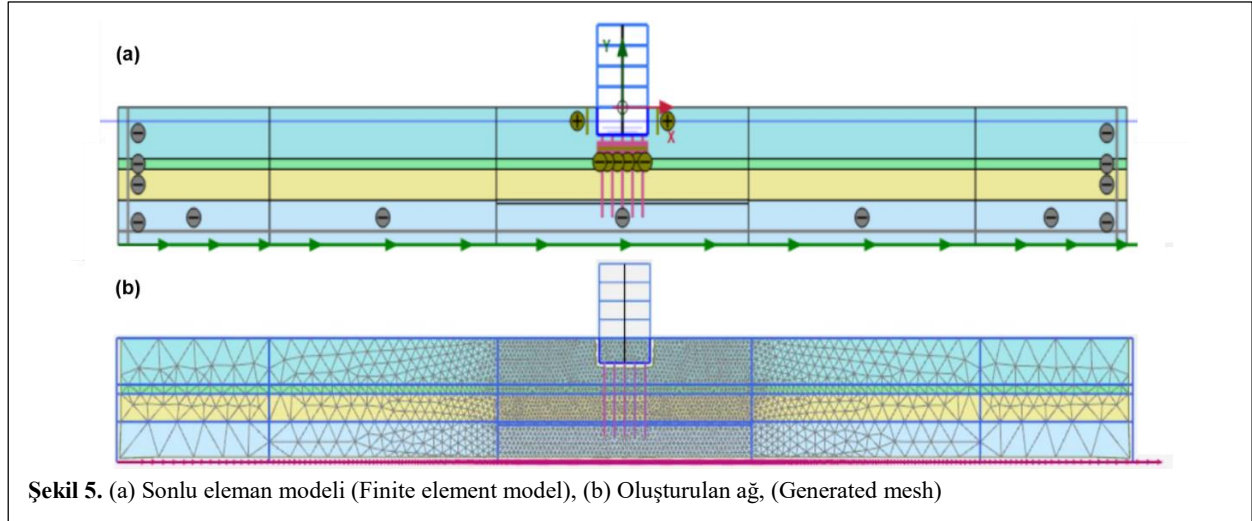 (a)
Y
X
(b)
Şekil 5. (a) Sonlu eleman modeli (Finite element model), (b) Oluşturulan ağ, (Generated mesh)